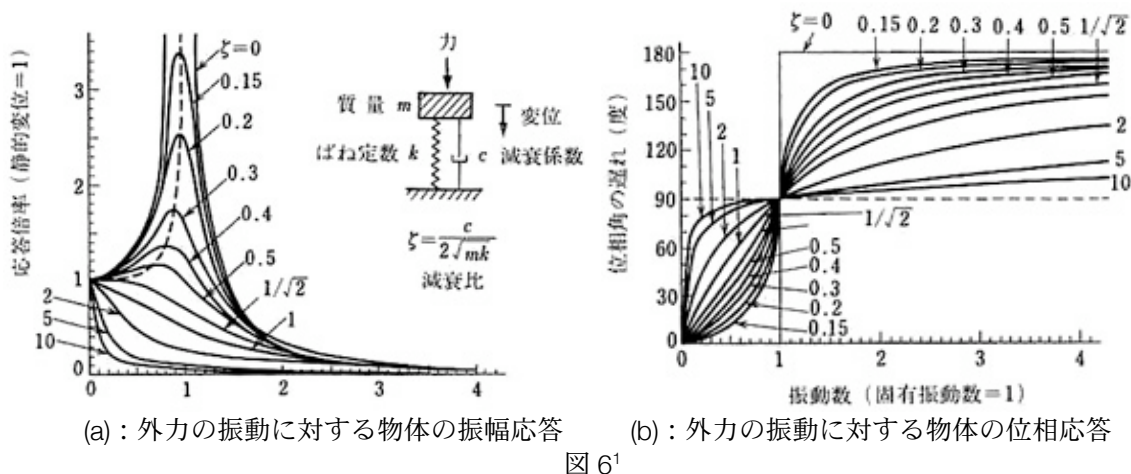 応答倍率（静的変位＝1）
3
2
1
0
ζ＝0
0.15
0.2
0.3
0.4
0.5
1/√2
1
2
5
10
0 1 2 3 4
力
質量 m
変位
ばね定数 k
c 減衰係数
ζ＝c/2√mk
減衰比
位相角の遅れ（度）
180
150
120
90
60
30
0
ζ＝0
0.15 0.2 0.3 0.4 0.5 1/√2
10
5
2
1
2
5
10
1/√2
0.5
0.4
0.3
0.2
0.15
0 1 2 3 4
振動数（固有振動数＝1）
(a)：外力の振動に対する物体の振幅応答
(b)：外力の振動に対する物体の位相応答
図 6¹